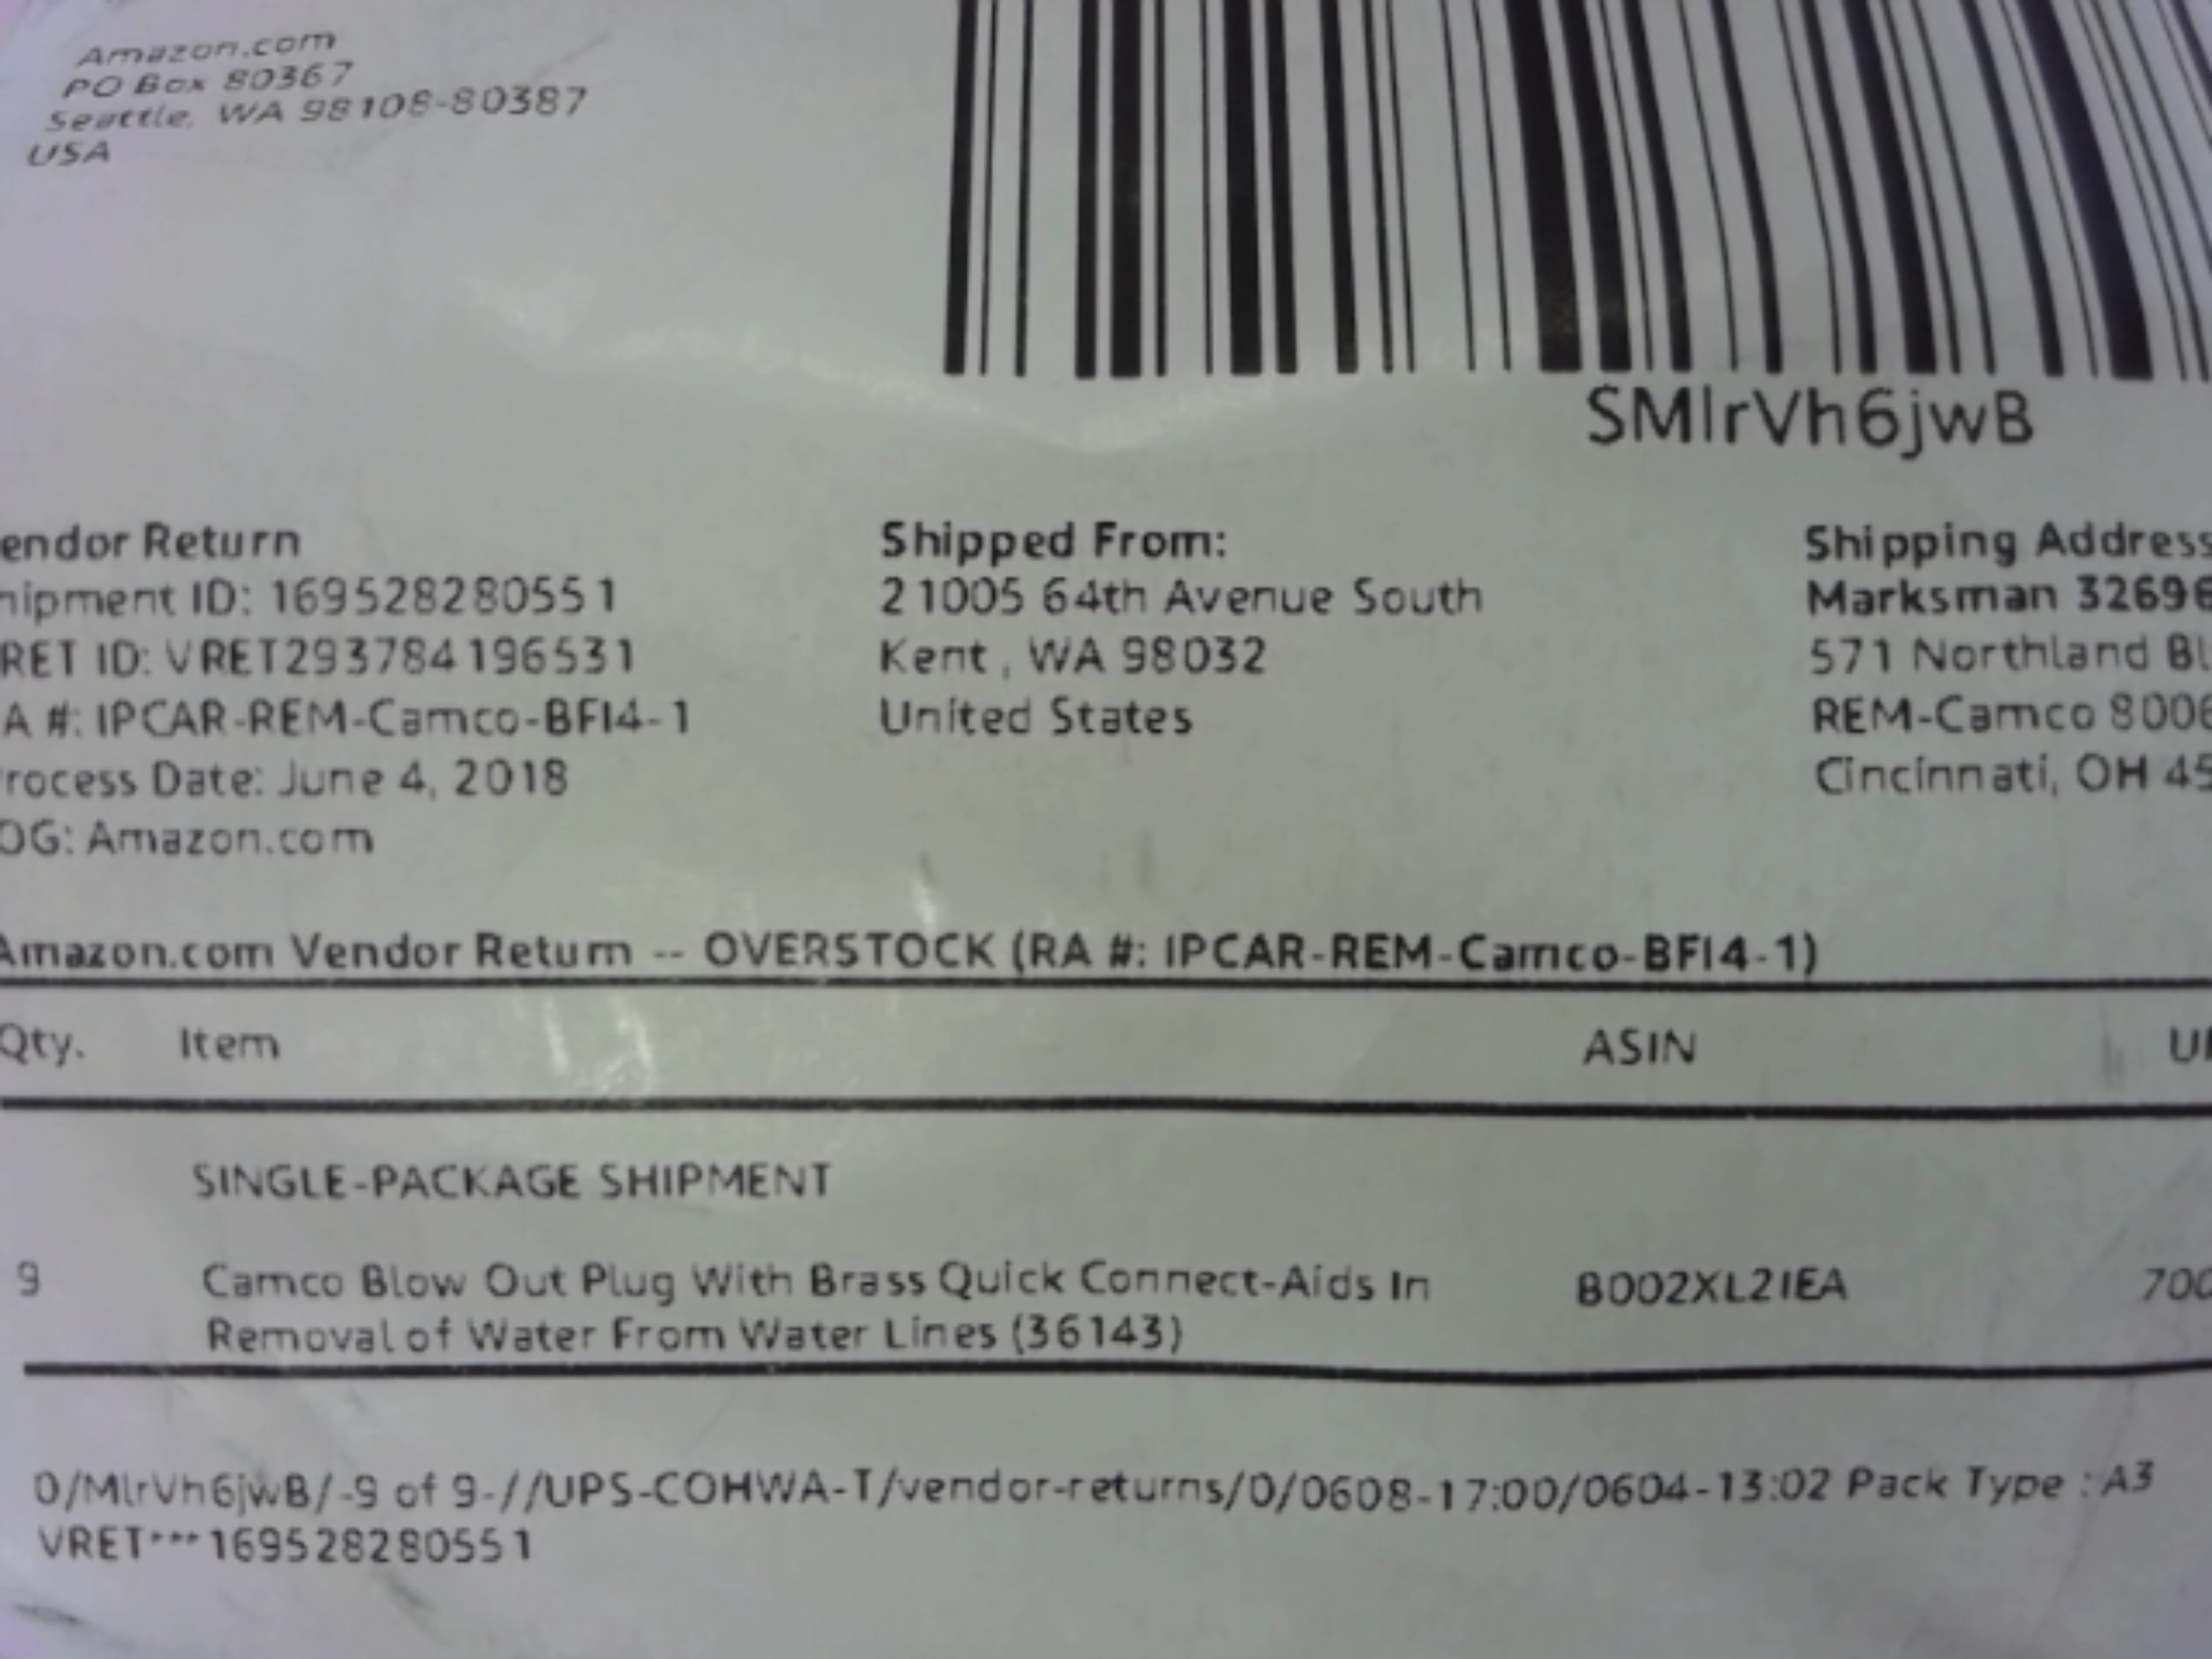 Amazon.com
PO Box 80367
Seattle, WA 98108-80387
USA
SMlrVh6jwB
endor Return
hipment ID: 169528280551
RET ID: VRET293784196531
A #: IPCAR-REM-Camco-BFI4-1
rocess Date: June 4, 2018
OG: Amazon.com
Shipped From:
21005 64th Avenue South
Kent , WA 98032
United States
Shipping Address
Marksman 32696
571 Northland Bl
REM-Camco 8006
Cincinnati, OH 45
Amazon.com Vendor Return -- OVERSTOCK (RA #: IPCAR-REM-Camco-BFI4-1)
Qty. Item ASIN
SINGLE-PACKAGE SHIPMENT
9 Camco Blow Out Plug With Brass Quick Connect-Aids In B002XL2IEA 700
Removal of Water From Water Lines (36143)
0/MlrVh6jwB/-9 of 9-//UPS-COHWA-T/vendor-returns/0/0608-17:00/0604-13:02 Pack Type : A3
VRET***169528280551